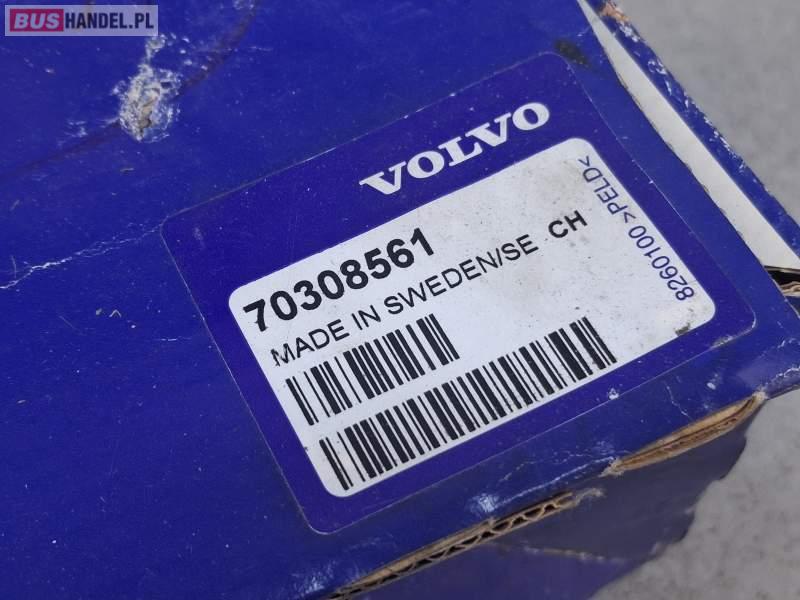 BUSHANDEL.PL
VOLVO
70308561
MADE IN SWEDEN/SE CH
8260100 >PELD<